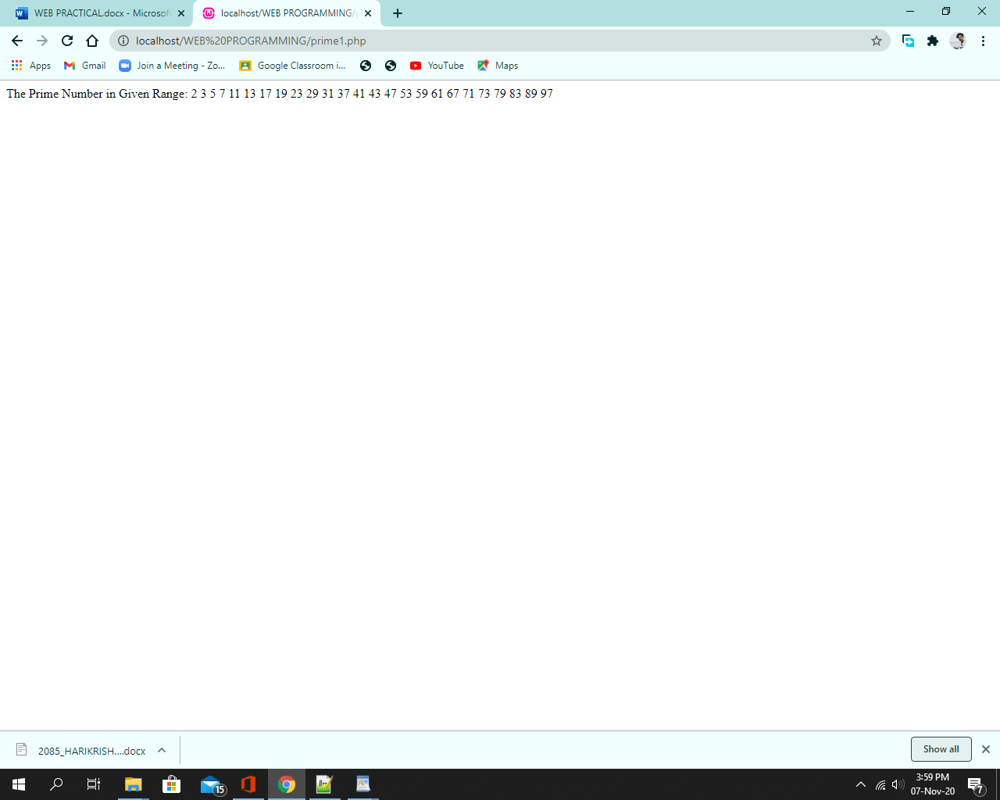 WEB PRACTICAL.docx - Microsof
localhost/WEB PROGRAMMING/
localhost/WEB%20PROGRAMMING/prime1.php
Apps Gmail Join a Meeting - Zo... Google Classroom i... YouTube Maps
The Prime Number in Given Range: 2 3 5 7 11 13 17 19 23 29 31 37 41 43 47 53 59 61 67 71 73 79 83 89 97
2085_HARIKRISH....docx
Show all
15
3:59 PM
07-Nov-20
7